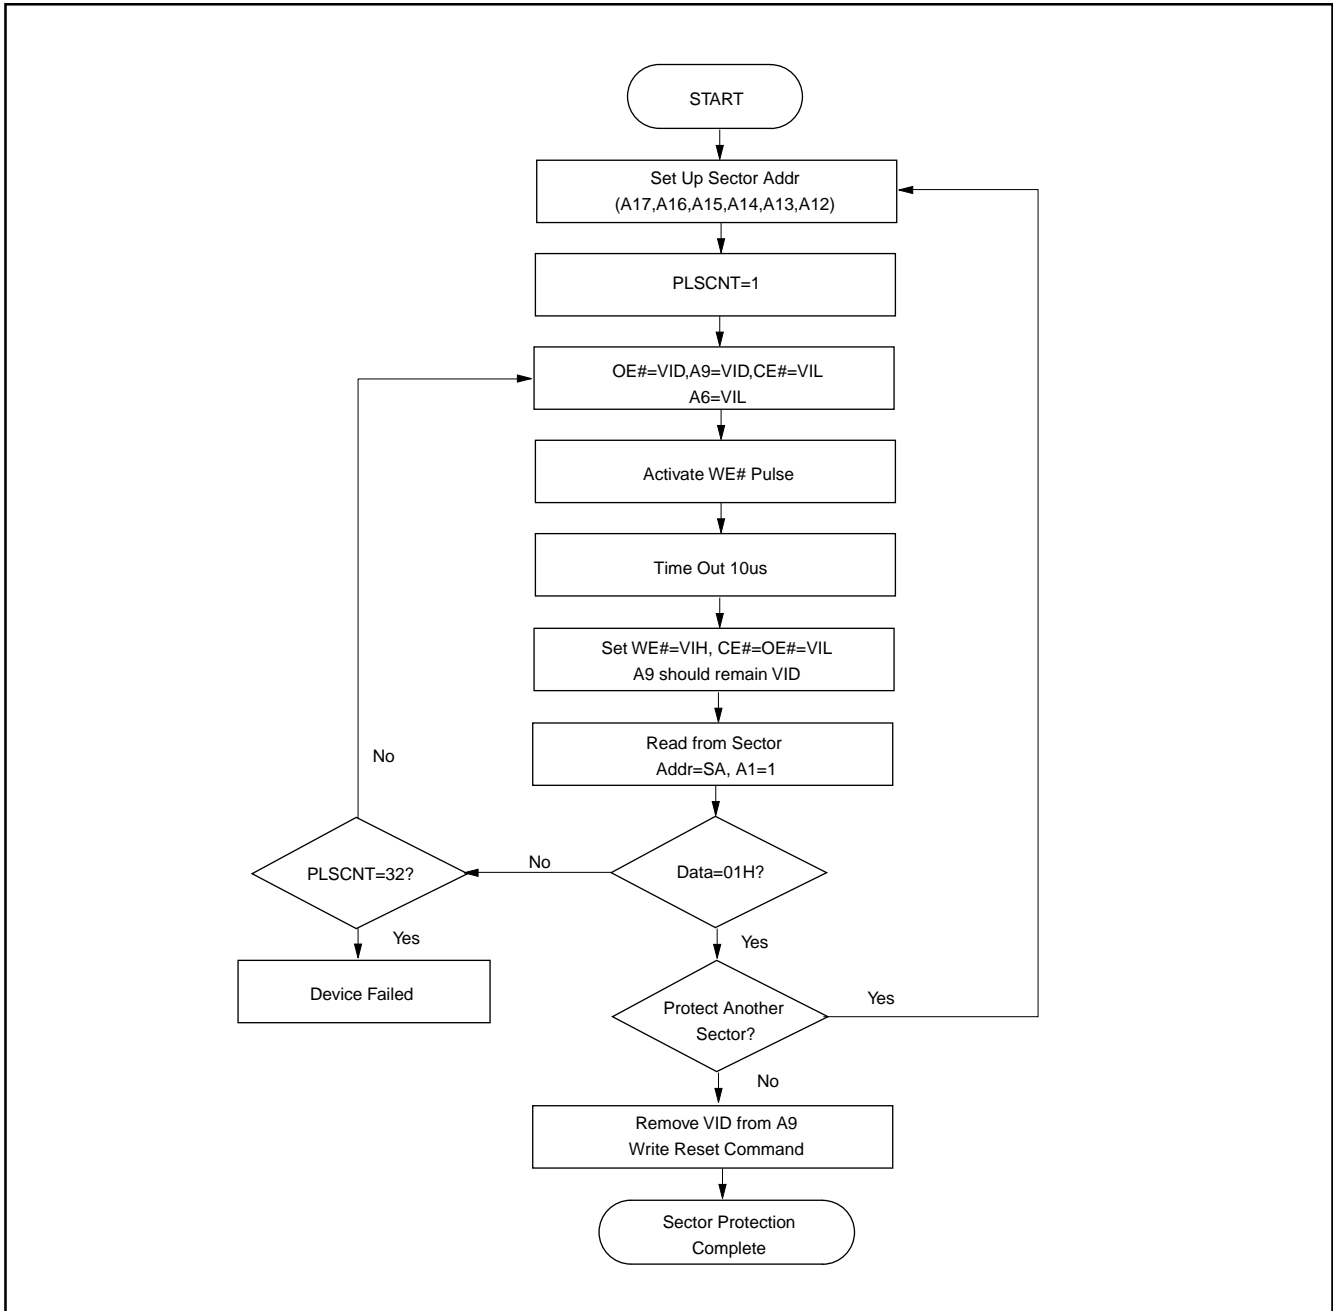 START
Set Up Sector Addr
(A17,A16,A15,A14,A13,A12)
PLSCNT=1
OE#=VID,A9=VID,CE#=VIL
A6=VIL
Activate WE# Pulse
Time Out 10us
Set WE#=VIH, CE#=OE#=VIL
A9 should remain VID
Read from Sector
Addr=SA, A1=1
No
PLSCNT=32?
No
Data=01H?
Yes
Device Failed
Yes
Protect Another
Sector?
Yes
No
Remove VID from A9
Write Reset Command
Sector Protection
Complete